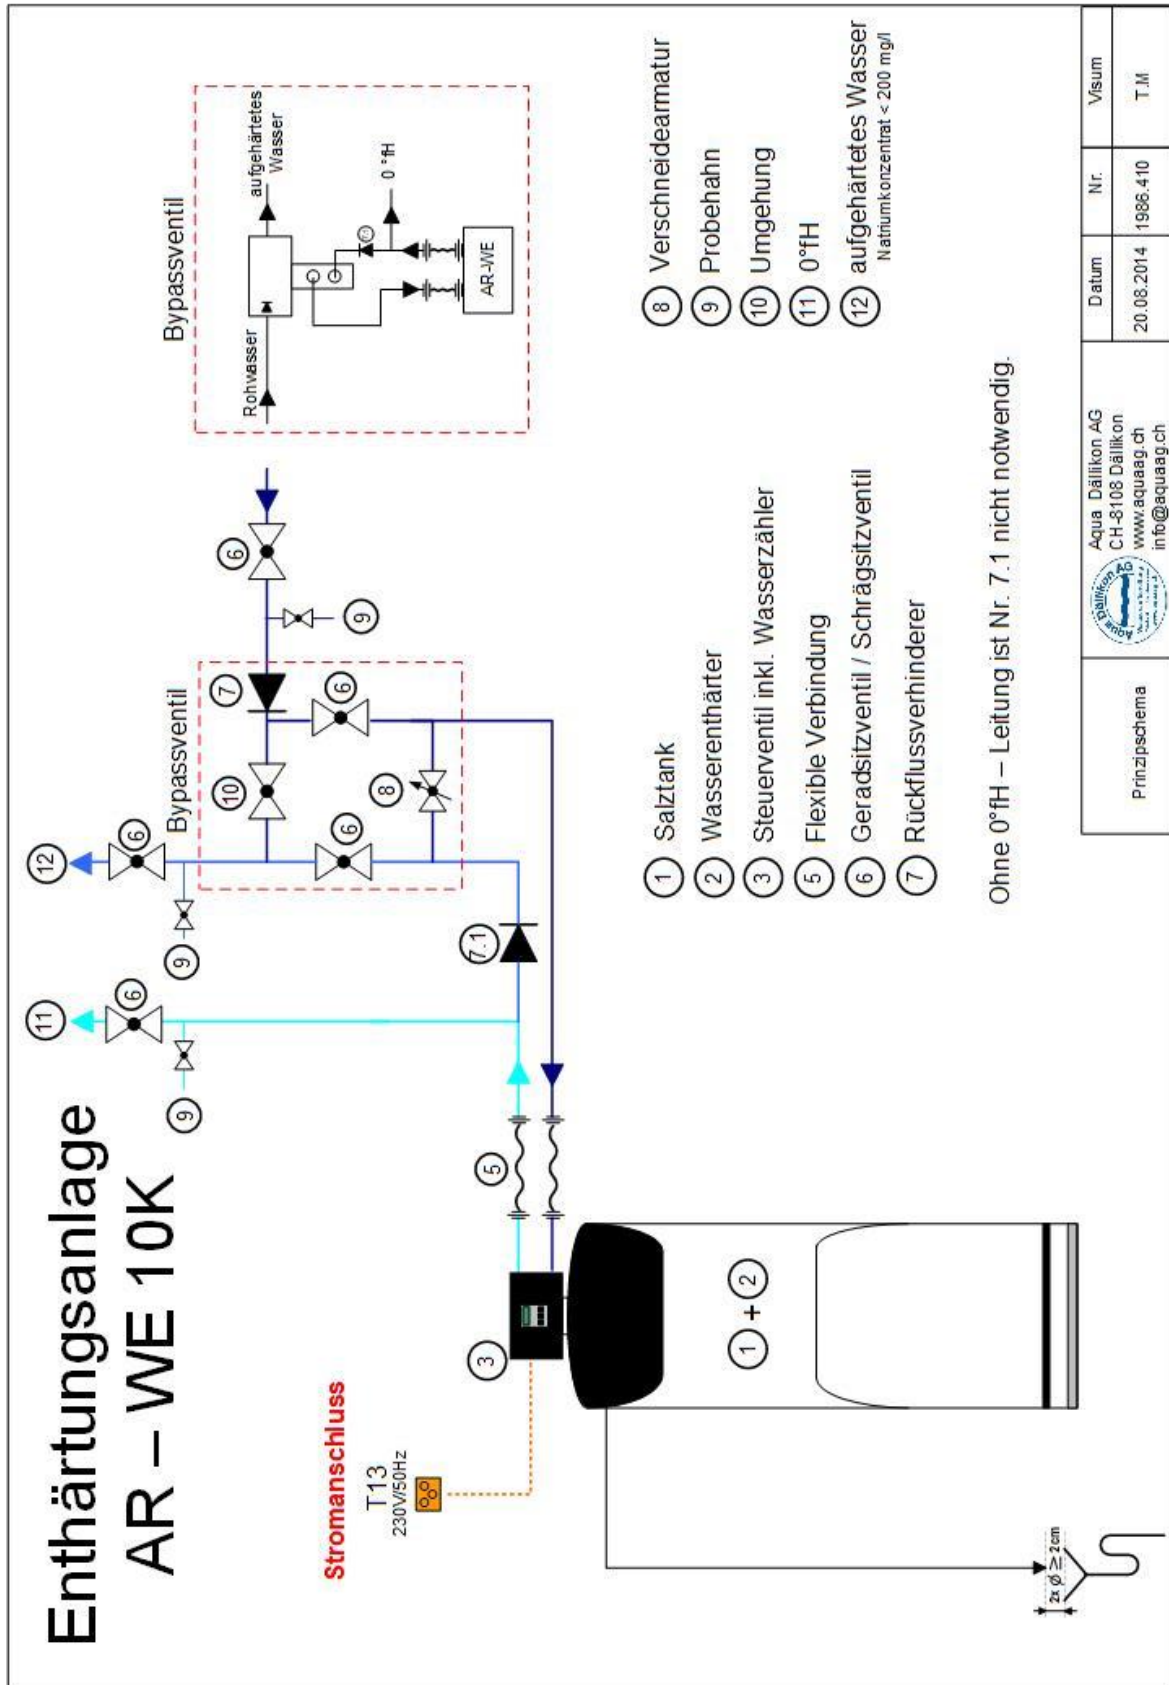 Enthärtungsanlage
AR – WE 10K
Stromanschluss
T13
230V/50Hz
3
5
1 + 2
2x Ø ≥ 2cm
11
6
9
12
6
9
7.1
Bypassventil
10
7
6
6
8
6
9
Bypassventil
Rohwasser
aufgehärtetes
Wasser
0 °fH
AR-WE
1 Salztank
2 Wasserenthärter
3 Steuerventil inkl. Wasserzähler
5 Flexible Verbindung
6 Geradsitzventil / Schrägsitzventil
7 Rückflussverhinderer
8 Verschneidearmatur
9 Probehahn
10 Umgehung
11 0°fH
12 aufgehärtetes Wasser
Natriumkonzentrat < 200 mg/l
Ohne 0°fH – Leitung ist Nr. 7.1 nicht notwendig.
Prinzipschema
Aqua Dällikon AG
Aqua Dällikon AG
CH-8108 Dällikon
www.aquaag.ch
info@aquaag.ch
Datum
20.08.2014
Nr.
1986.410
Visum
T.M